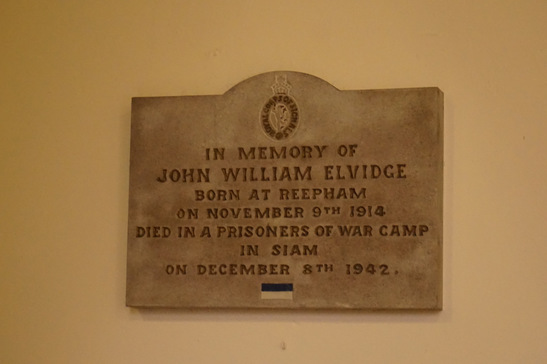 IN MEMORY OF
JOHN WILLIAM ELVIDGE
BORN AT REEPHAM
ON NOVEMBER 9TH 1914
DIED IN A PRISONERS OF WAR CAMP
IN SIAM
ON DECEMBER 8TH 1942.